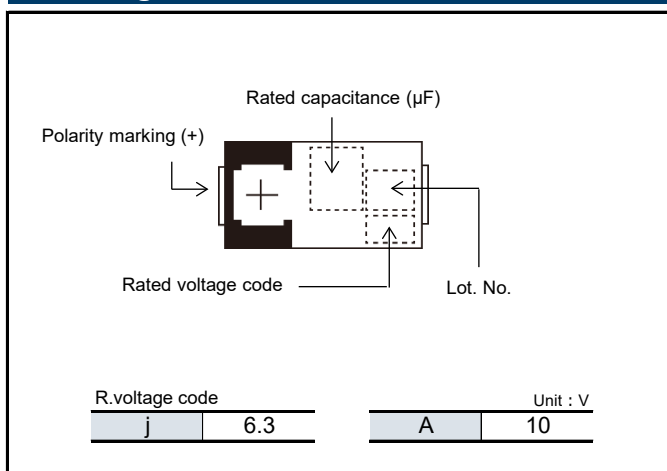 Rated capacitance (μF)
Polarity marking (+)
Rated voltage code
Lot. No.
R.voltage code
Unit : V
j 6.3 A 10